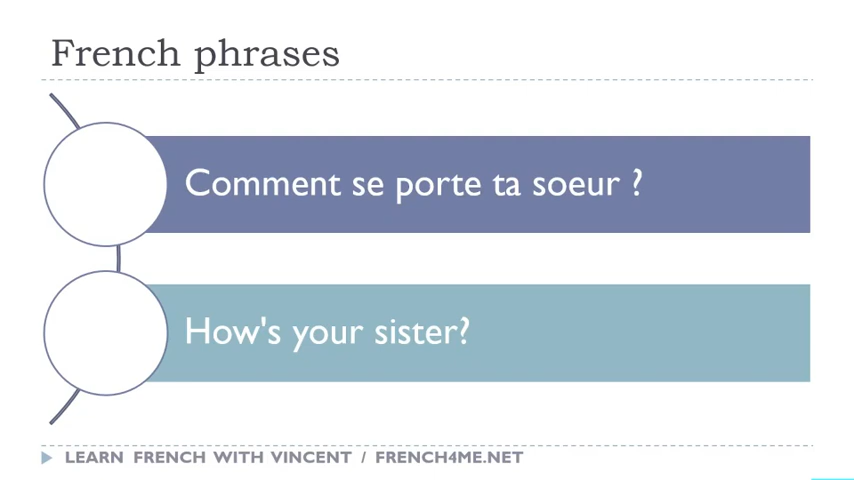 French phrases
Comment se porte ta soeur ?
How's your sister?
LEARN FRENCH WITH VINCENT / FRENCH4ME.NET